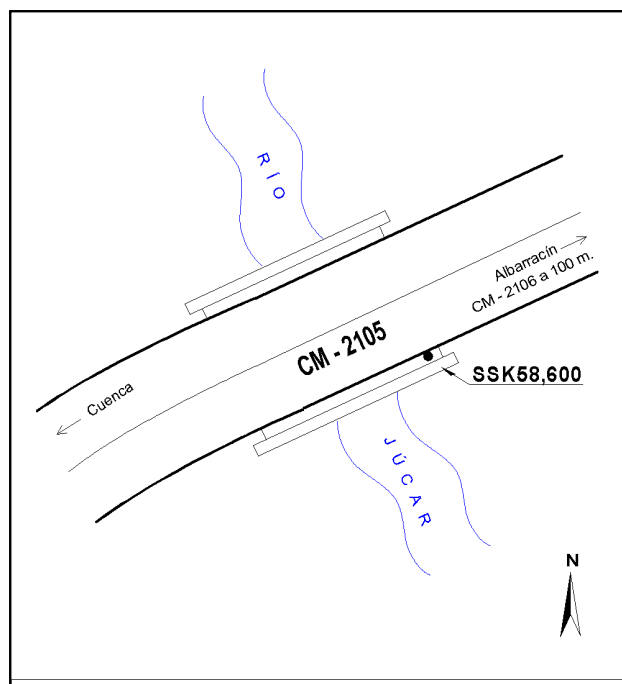 RÍO
Albarracín
CM - 2106 a 100 m.
CM - 2105
SSK58,600
Cuenca
JÚCAR
N